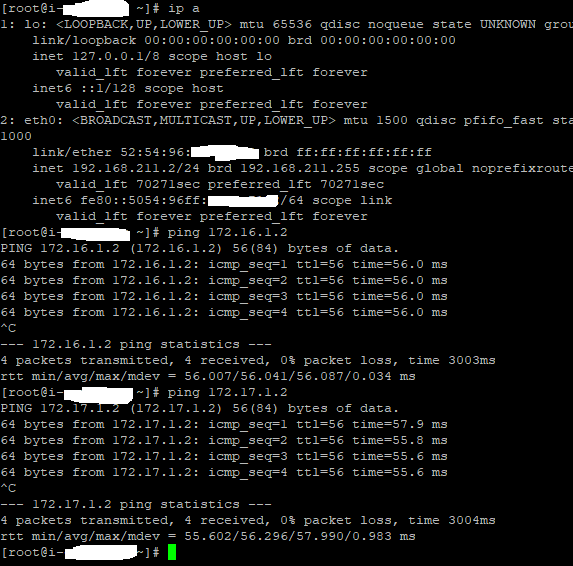 [root@i- ~]# ip a
1: lo: <LOOPBACK,UP,LOWER_UP> mtu 65536 qdisc noqueue state UNKNOWN grou
link/loopback 00:00:00:00:00:00 brd 00:00:00:00:00:00
inet 127.0.0.1/8 scope host lo
valid_lft forever preferred_lft forever
inet6 ::1/128 scope host
valid_lft forever preferred_lft forever
2: eth0: <BROADCAST,MULTICAST,UP,LOWER_UP> mtu 1500 qdisc pfifo_fast sta
1000
link/ether 52:54:96: brd ff:ff:ff:ff:ff:ff
inet 192.168.211.2/24 brd 192.168.211.255 scope global noprefixroute
valid_lft 70271sec preferred_lft 70271sec
inet6 fe80::5054:96ff: /64 scope link
valid_lft forever preferred_lft forever
[root@i- ~]# ping 172.16.1.2
PING 172.16.1.2 (172.16.1.2) 56(84) bytes of data.
64 bytes from 172.16.1.2: icmp_seq=1 ttl=56 time=56.0 ms
64 bytes from 172.16.1.2: icmp_seq=2 ttl=56 time=56.0 ms
64 bytes from 172.16.1.2: icmp_seq=3 ttl=56 time=56.0 ms
64 bytes from 172.16.1.2: icmp_seq=4 ttl=56 time=56.0 ms
^C
--- 172.16.1.2 ping statistics ---
4 packets transmitted, 4 received, 0% packet loss, time 3003ms
rtt min/avg/max/mdev = 56.007/56.041/56.087/0.034 ms
[root@i- ~]# ping 172.17.1.2
PING 172.17.1.2 (172.17.1.2) 56(84) bytes of data.
64 bytes from 172.17.1.2: icmp_seq=1 ttl=56 time=57.9 ms
64 bytes from 172.17.1.2: icmp_seq=2 ttl=56 time=55.8 ms
64 bytes from 172.17.1.2: icmp_seq=3 ttl=56 time=55.6 ms
64 bytes from 172.17.1.2: icmp_seq=4 ttl=56 time=55.6 ms
^C
--- 172.17.1.2 ping statistics ---
4 packets transmitted, 4 received, 0% packet loss, time 3004ms
rtt min/avg/max/mdev = 55.602/56.296/57.990/0.983 ms
[root@i- ~]#